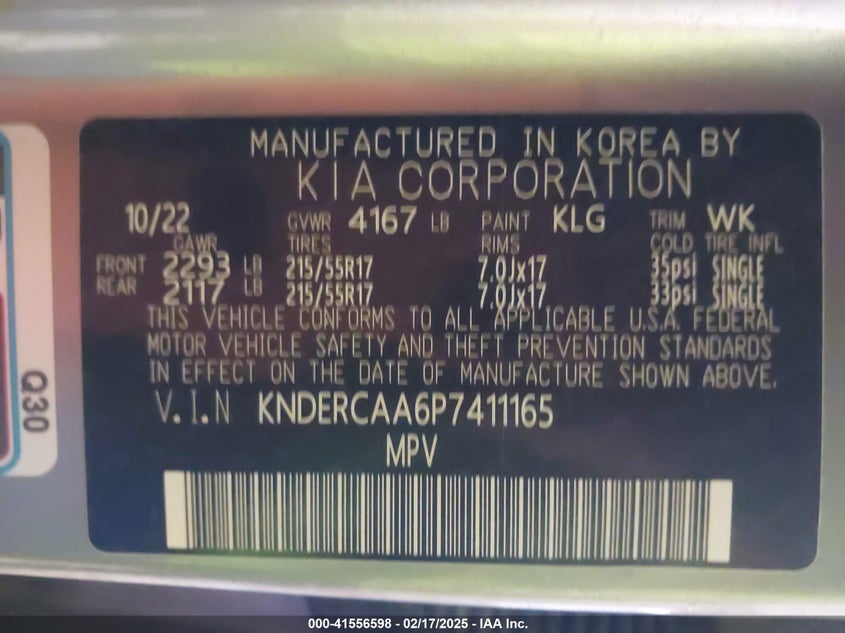 MANUFACTURED IN KOREA BY
KIA CORPORATION
10/22 GVWR 4167 LB PAINT KLG TRIM WK
GAWR TIRES RIMS COLD TIRE INFL
FRONT 2293 LB 215/55R17 7.0Jx17 35psi SINGLE
REAR 2117 LB 215/55R17 7.0Jx17 33psi SINGLE
THIS VEHICLE CONFORMS TO ALL APPLICABLE U.S.A. FEDERAL
MOTOR VEHICLE SAFETY AND THEFT PREVENTION STANDARDS
IN EFFECT ON THE DATE OF MANUFACTURE SHOWN ABOVE.
V.I.N KNDERCAA6P7411165
MPV
Q30
000-41556598 - 02/17/2025 - IAA Inc.